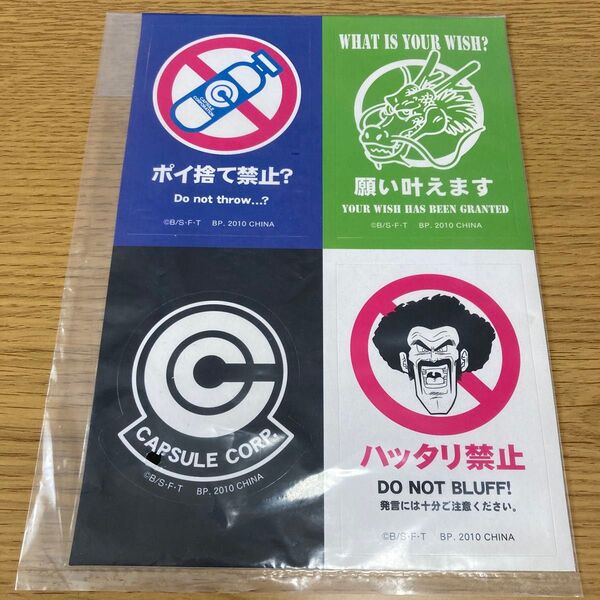 CAPSULE
CORPORATION
ポイ捨て禁止?
Do not throw...?
©B/S・F・T BP. 2010 CHINA
WHAT IS YOUR WISH?
願い叶えます
YOUR WISH HAS BEEN GRANTED
©B/S・F・T BP. 2010 CHINA
CAPSULE CORP.
©B/S・F・T BP. 2010 CHINA
ハッタリ禁止
DO NOT BLUFF!
発言には十分ご注意ください。
©B/S・F・T BP. 2010 CHINA